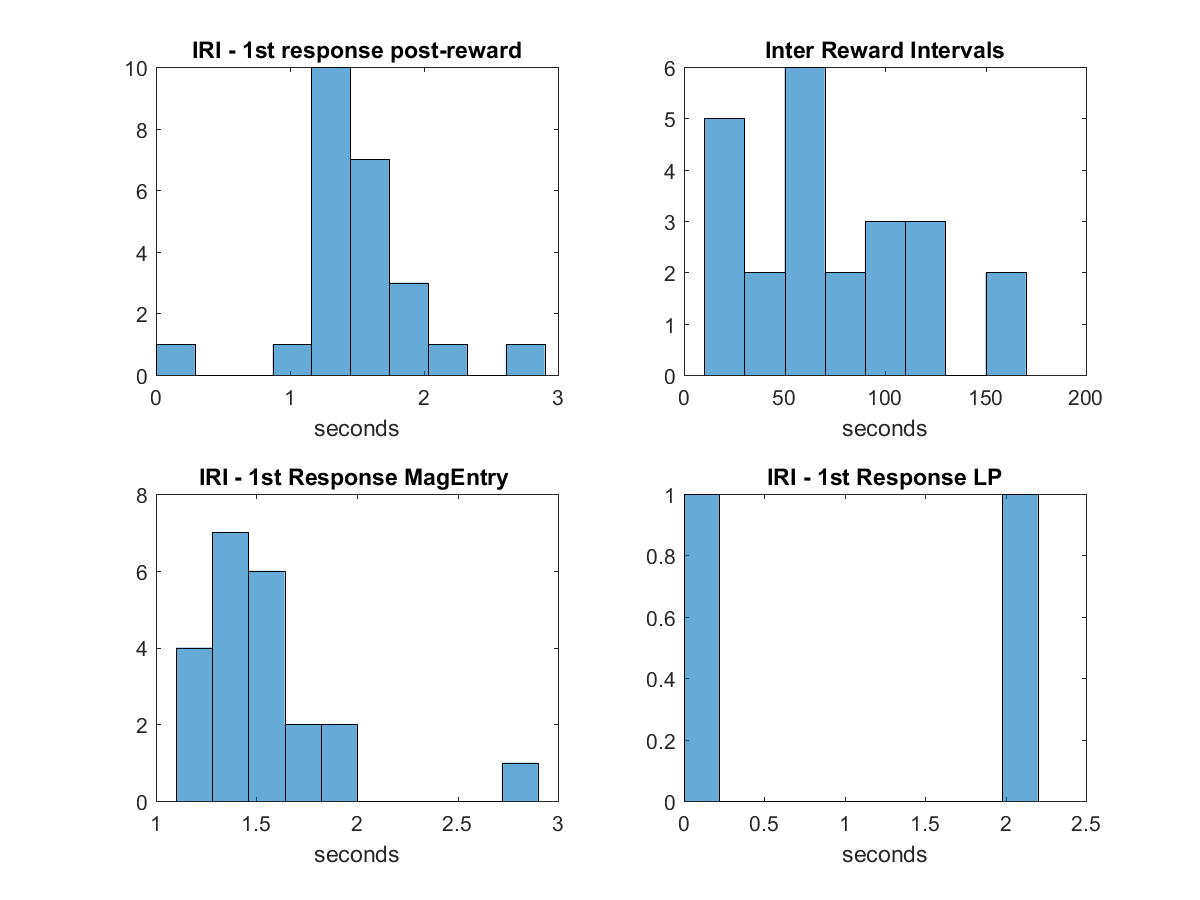 IRI - 1st response post-reward
10
8
6
4
2
0
0 1 2 3
seconds
Inter Reward Intervals
6
5
4
3
2
1
0
0 50 100 150 200
seconds
IRI - 1st Response MagEntry
8
6
4
2
0
1 1.5 2 2.5 3
seconds
IRI - 1st Response LP
1
0.8
0.6
0.4
0.2
0
0 0.5 1 1.5 2 2.5
seconds